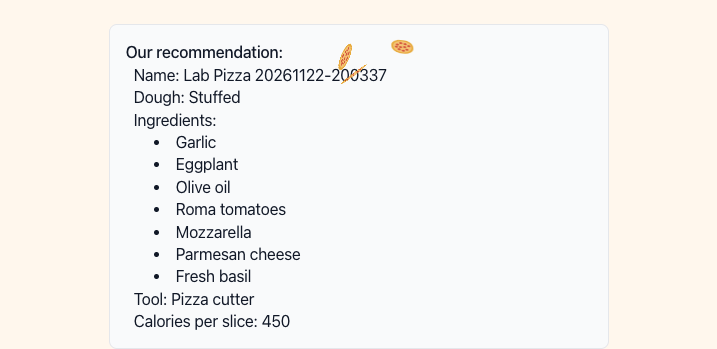 Our recommendation:
Name: Lab Pizza 20261122-200337
Dough: Stuffed
Ingredients:
• Garlic
• Eggplant
• Olive oil
• Roma tomatoes
• Mozzarella
• Parmesan cheese
• Fresh basil
Tool: Pizza cutter
Calories per slice: 450